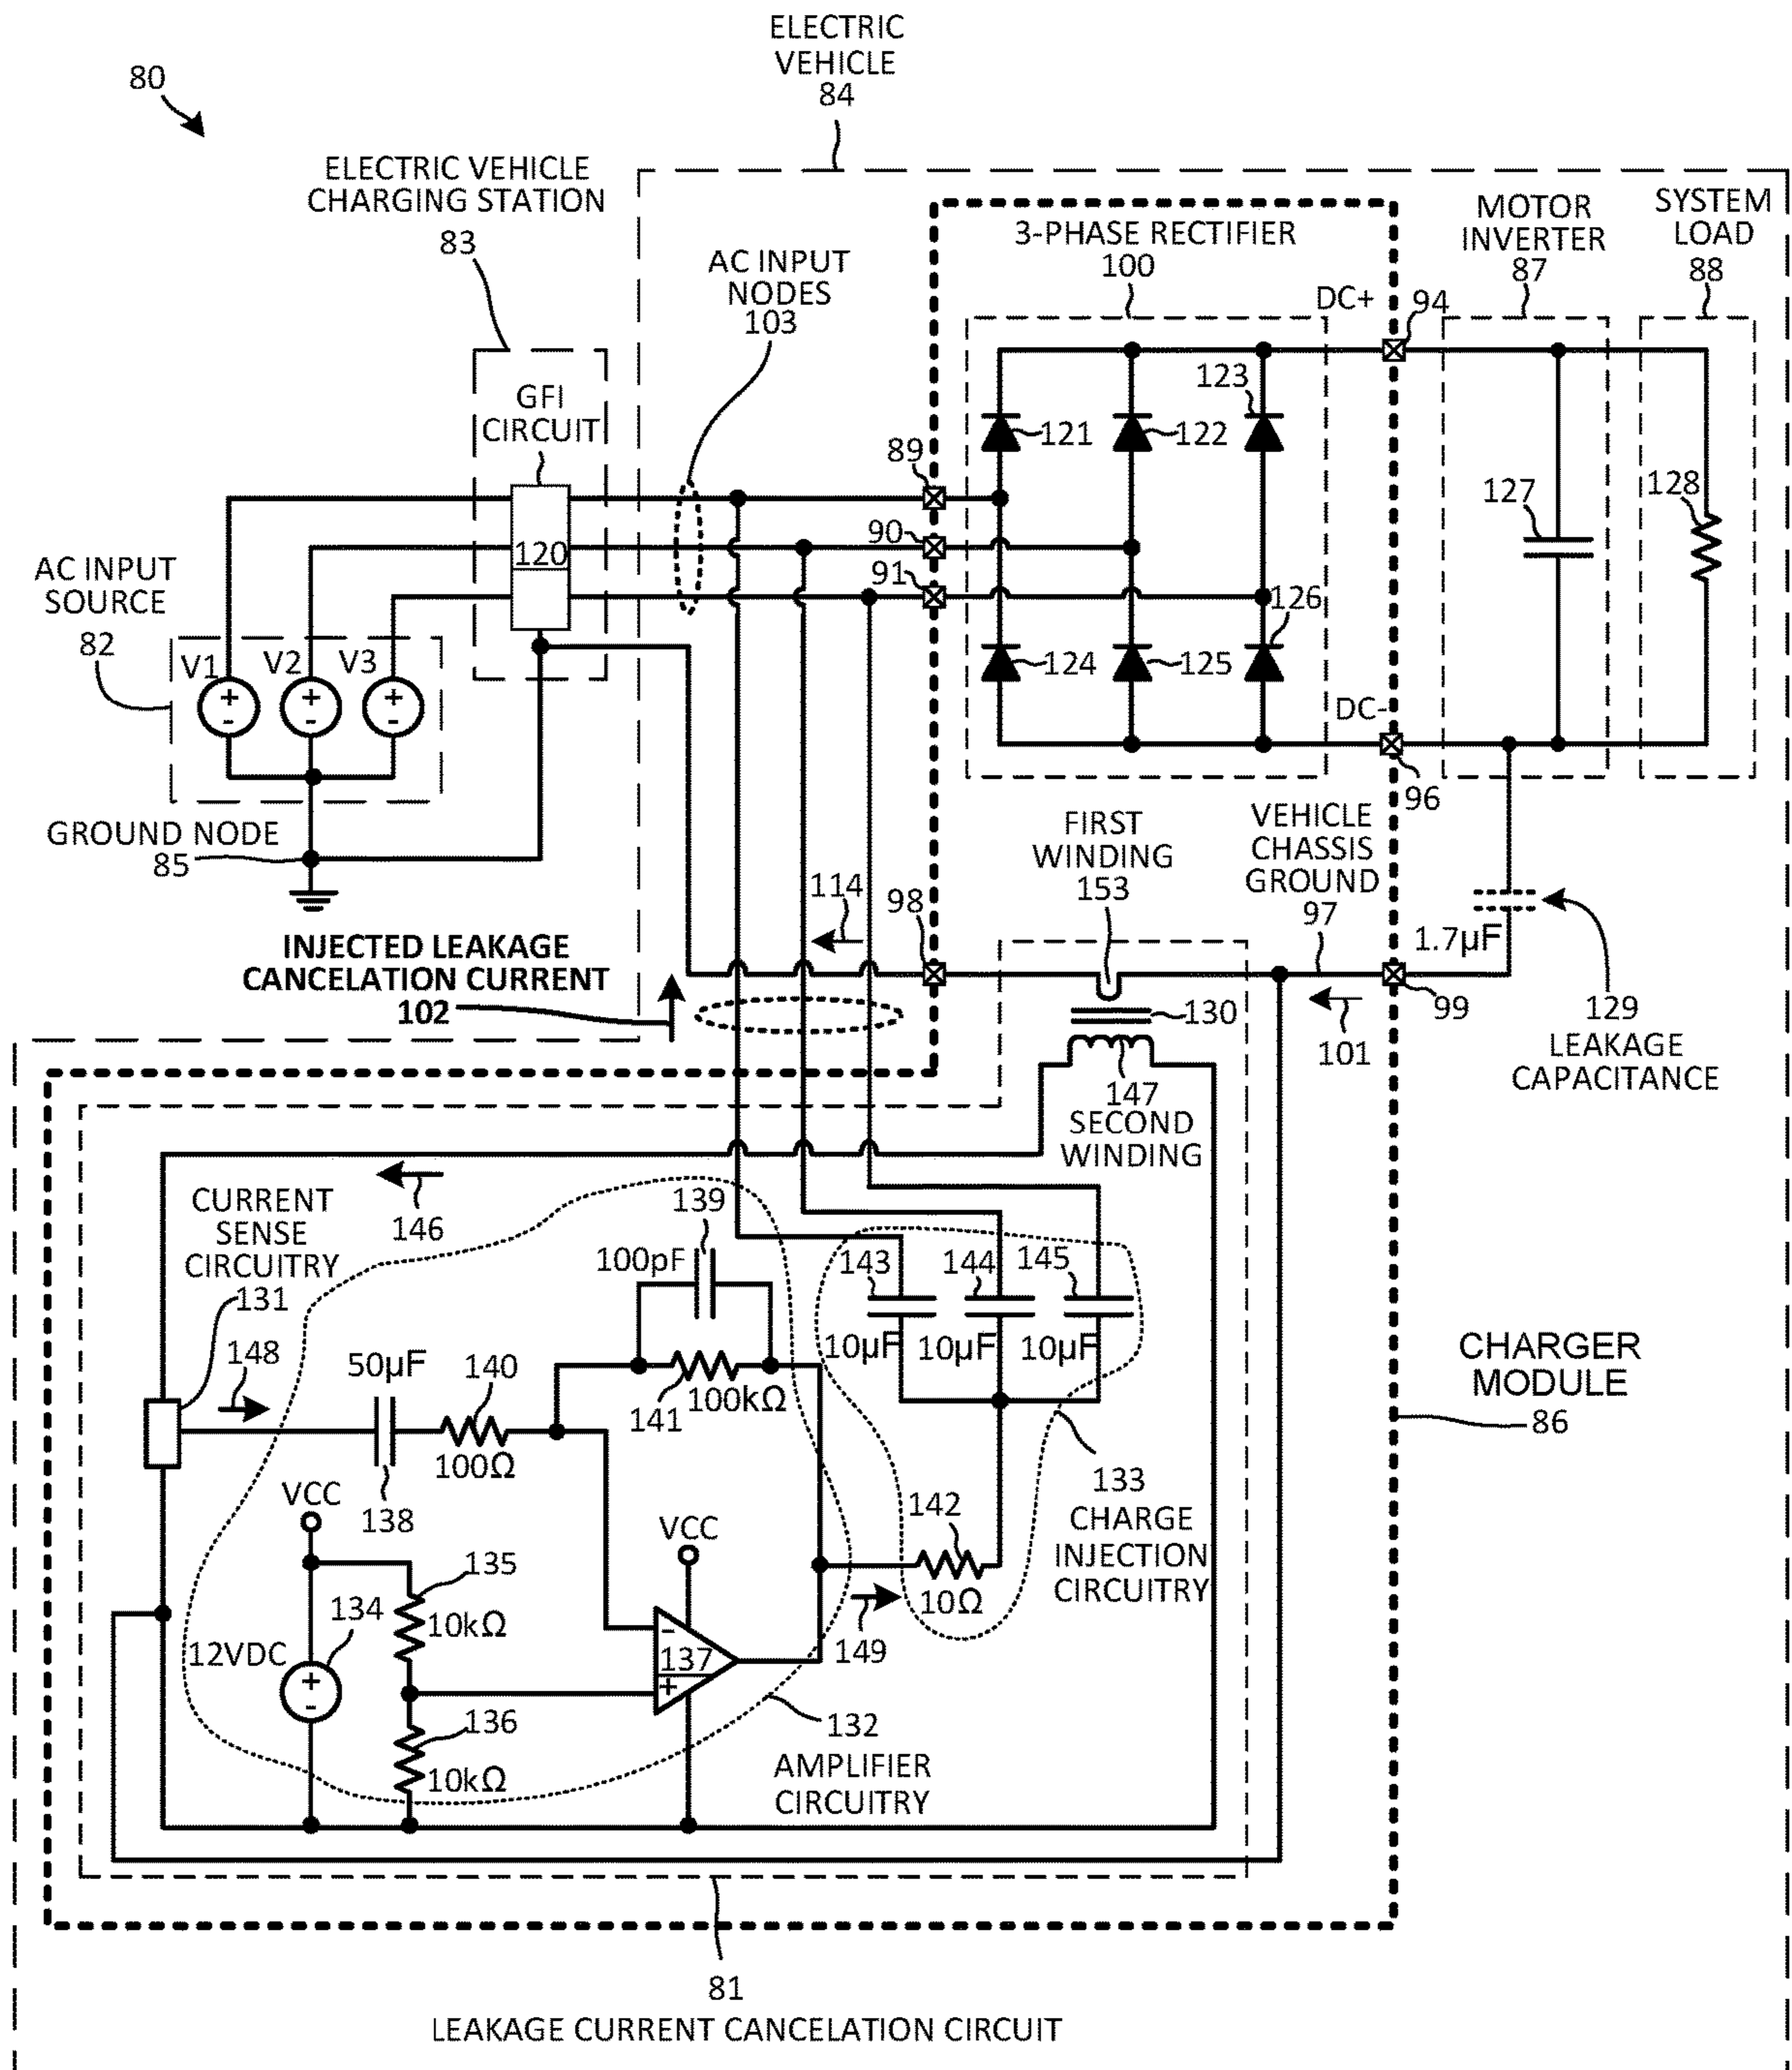 80
ELECTRIC
VEHICLE
84
ELECTRIC VEHICLE
CHARGING STATION
83
AC INPUT
NODES
103
3-PHASE RECTIFIER
100
MOTOR
INVERTER
87
SYSTEM
LOAD
88
DC+
94
GFI
CIRCUIT
120
89
90
91
121
122
123
124
125
126
127
128
AC INPUT
SOURCE
82
V1
V2
V3
+
-
+
-
+
-
DC-
96
GROUND NODE
85
FIRST
WINDING
153
VEHICLE
CHASSIS
GROUND
97
114
98
INJECTED LEAKAGE
CANCELATION CURRENT
102
1.7µF
99
101
129
LEAKAGE
CAPACITANCE
130
147
SECOND
WINDING
146
CURRENT
SENSE
CIRCUITRY
131
148
139
100pF
141
100kΩ
50µF
138
140
100Ω
143
144
145
10µF
10µF
10µF
CHARGER
MODULE
86
133
CHARGE
INJECTION
CIRCUITRY
142
10Ω
149
VCC
VCC
135
10kΩ
134
12VDC
+
-
136
10kΩ
-
137
+
132
AMPLIFIER
CIRCUITRY
81
LEAKAGE CURRENT CANCELATION CIRCUIT